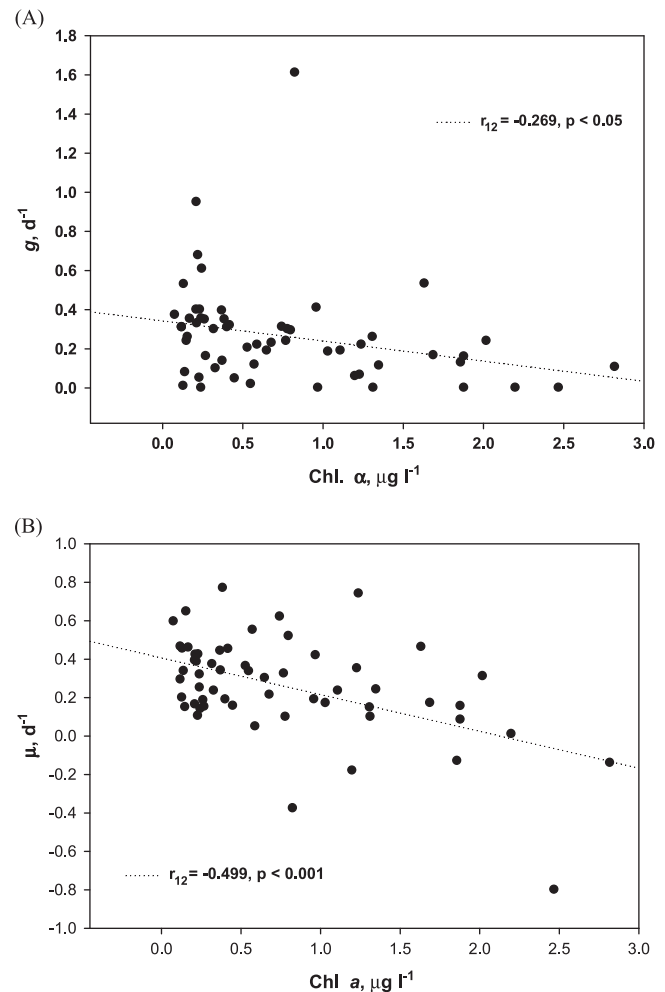 (A)
1.8
1.6
1.4
1.2
1.0
0.8
0.6
0.4
0.2
0.0
g, d⁻¹
r₁₂ = -0.269, p < 0.05
0.0 0.5 1.0 1.5 2.0 2.5 3.0
Chl. α, μg l⁻¹
(B)
1.0
0.8
0.6
0.4
0.2
0.0
-0.2
-0.4
-0.6
-0.8
-1.0
μ, d⁻¹
r₁₂ = -0.499, p < 0.001
0.0 0.5 1.0 1.5 2.0 2.5 3.0
Chl a, μg l⁻¹